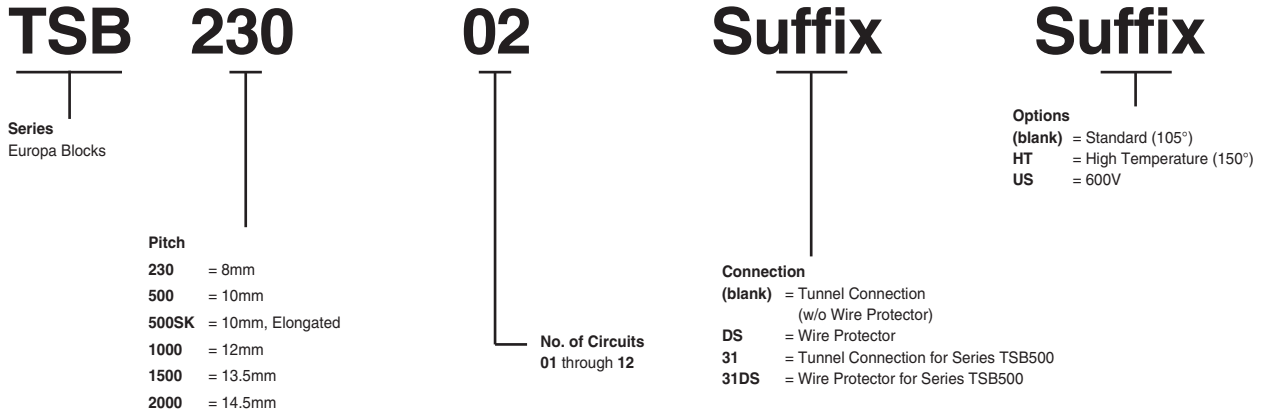 TSB 230 02 Suffix Suffix
Series
Europa Blocks
Pitch
230 = 8mm
500 = 10mm
500SK = 10mm, Elongated
1000 = 12mm
1500 = 13.5mm
2000 = 14.5mm
No. of Circuits
01 through 12
Connection
(blank) = Tunnel Connection
(w/o Wire Protector)
DS = Wire Protector
31 = Tunnel Connection for Series TSB500
31DS = Wire Protector for Series TSB500
Options
(blank) = Standard (105°)
HT = High Temperature (150°)
US = 600V